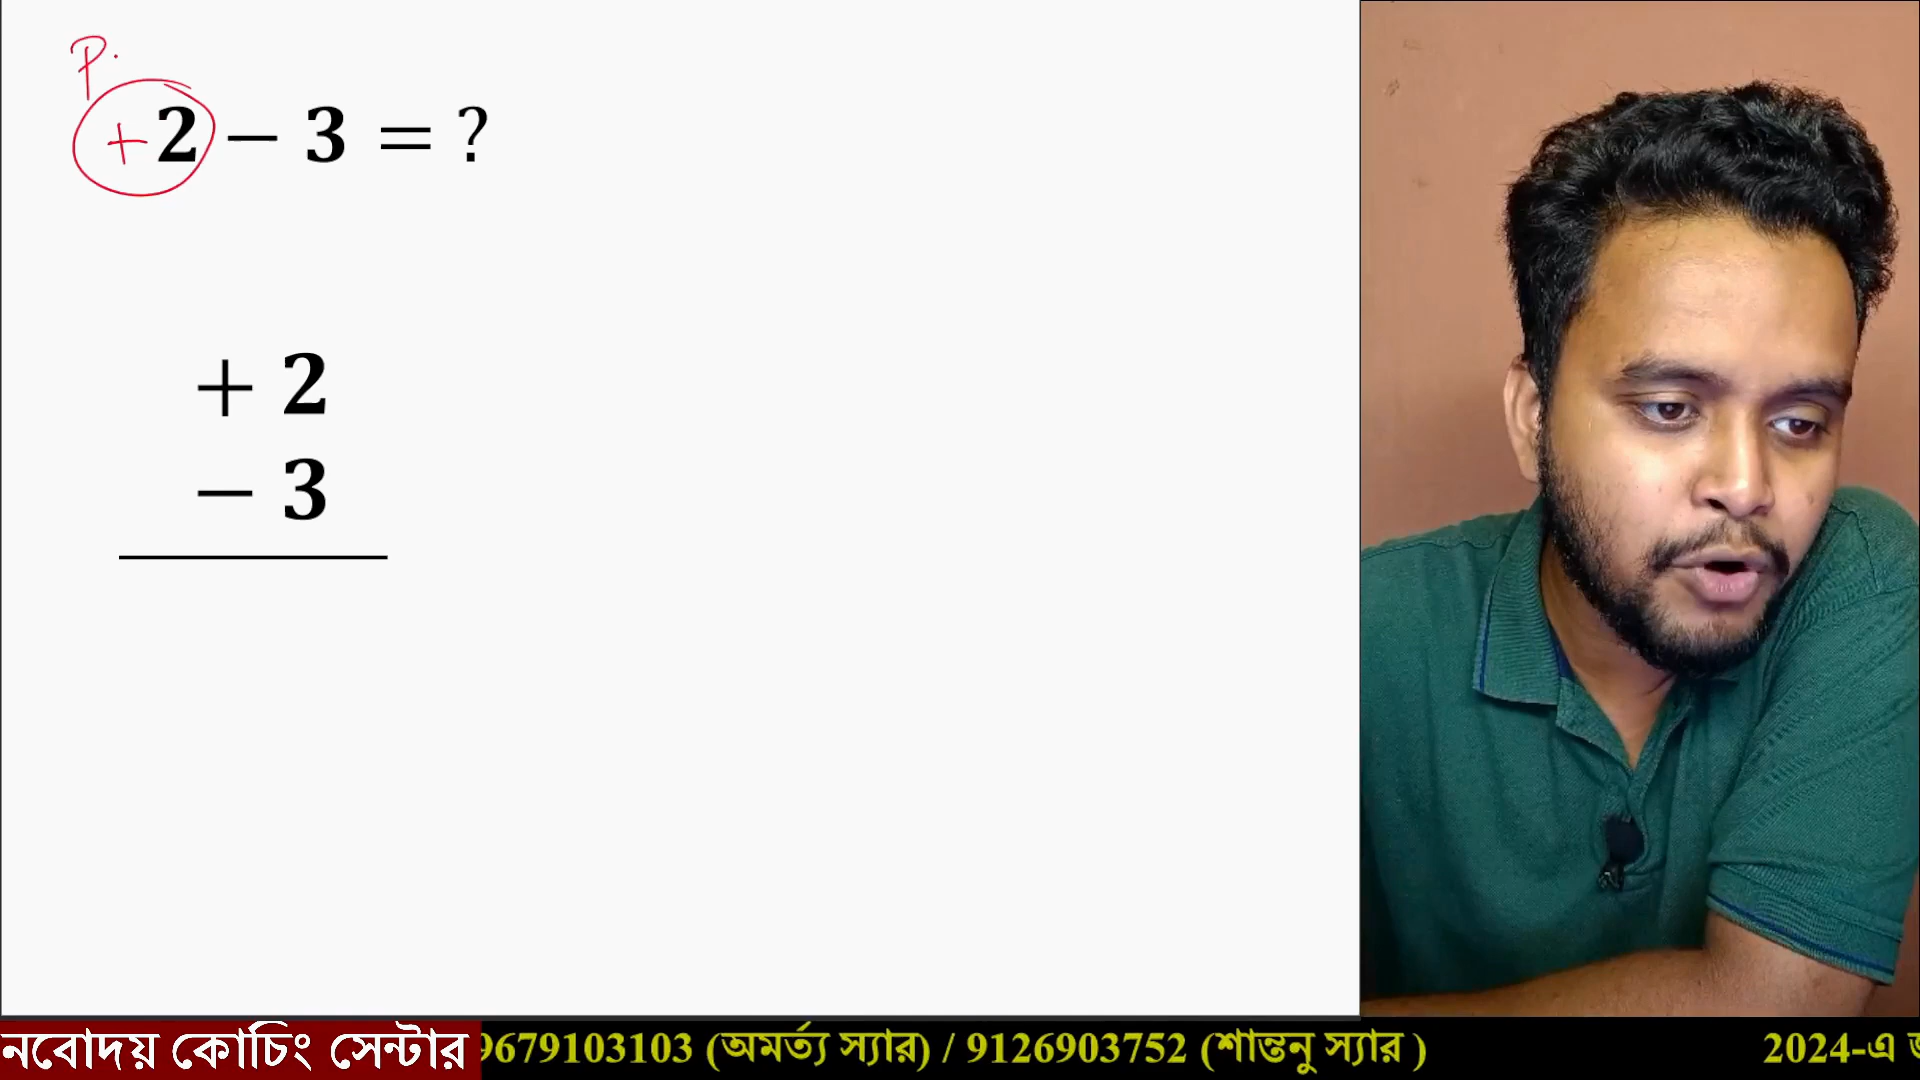 P.
+2 − 3 = ?
+ 2
− 3
নবোদয় কোচিং সেন্টার
9679103103 (অমর্ত্য স্যার) / 9126903752 (শান্তনু স্যার )
2024-এ